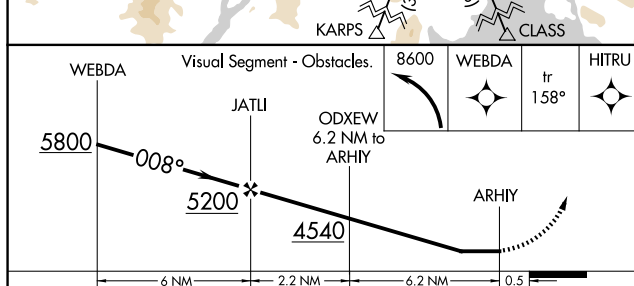 KARPS
CLASS
WEBDA
Visual Segment - Obstacles.
8600
WEBDA
tr
158°
HITRU
JATLI
ODXEW
6.2 NM to
ARHIY
5800
008°
5200
4540
ARHIY
6 NM
2.2 NM
6.2 NM
0.5